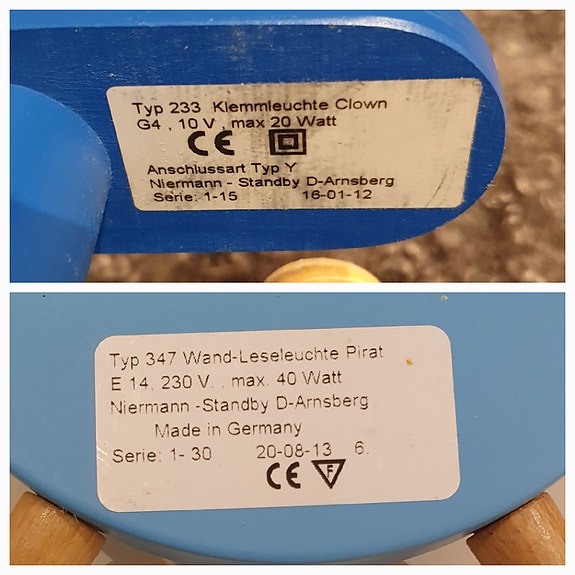 Typ 233 Klemmleuchte Clown
G4 , 10 V , max 20 Watt
CE
Anschlussart Typ Y
Niermann - Standby D-Arnsberg
Serie: 1-15 16-01-12
Typ 347 Wand-Leseleuchte Pirat
E 14, 230 V. , max. 40 Watt
Niermann -Standby D-Arnsberg
Made in Germany
Serie: 1- 30 20-08-13 6.
CE F